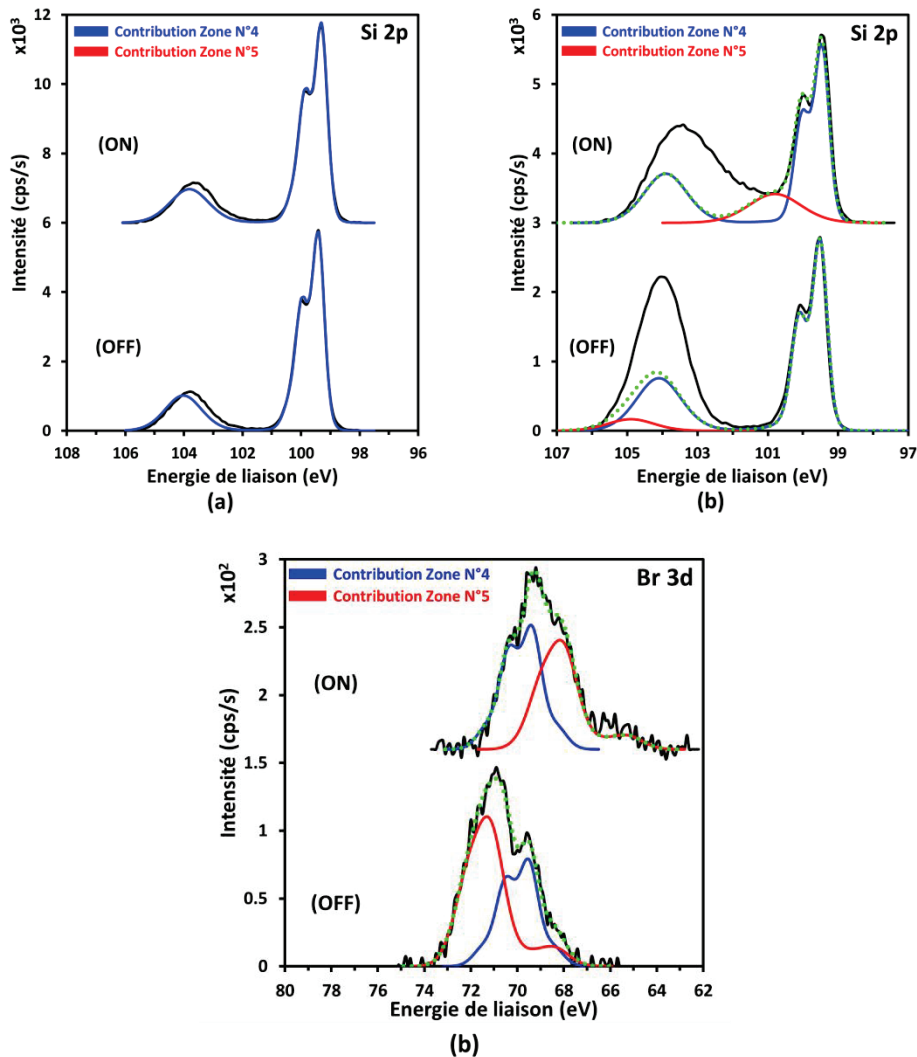 x10³
12
10
8
6
4
2
0
Intensité (cps/s)
Contribution Zone N°4
Contribution Zone N°5
Si 2p
(ON)
(OFF)
108 106 104 102 100 98 96
Energie de liaison (eV)
(a)
x10³
6
5
4
3
2
1
0
Intensité (cps/s)
Contribution Zone N°4
Contribution Zone N°5
Si 2p
(ON)
(OFF)
107 105 103 101 99 97
Energie de liaison (eV)
(b)
x10²
3
2.5
2
1.5
1
0.5
0
Intensité (cps/s)
Contribution Zone N°4
Contribution Zone N°5
Br 3d
(ON)
(OFF)
80 78 76 74 72 70 68 66 64 62
Energie de liaison (eV)
(b)